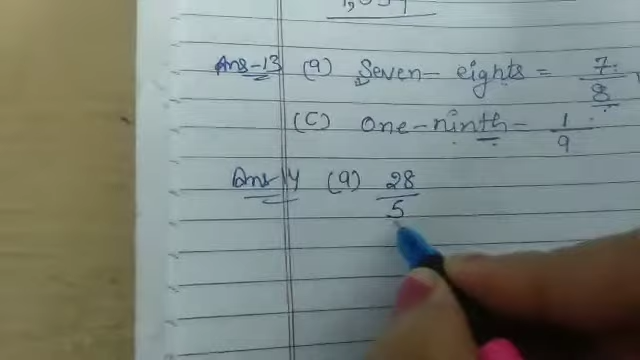 Ans-13 (a) Seven-eights = 7/8
(c) One-ninth- 1/9
Ans-14 (a) 28/5